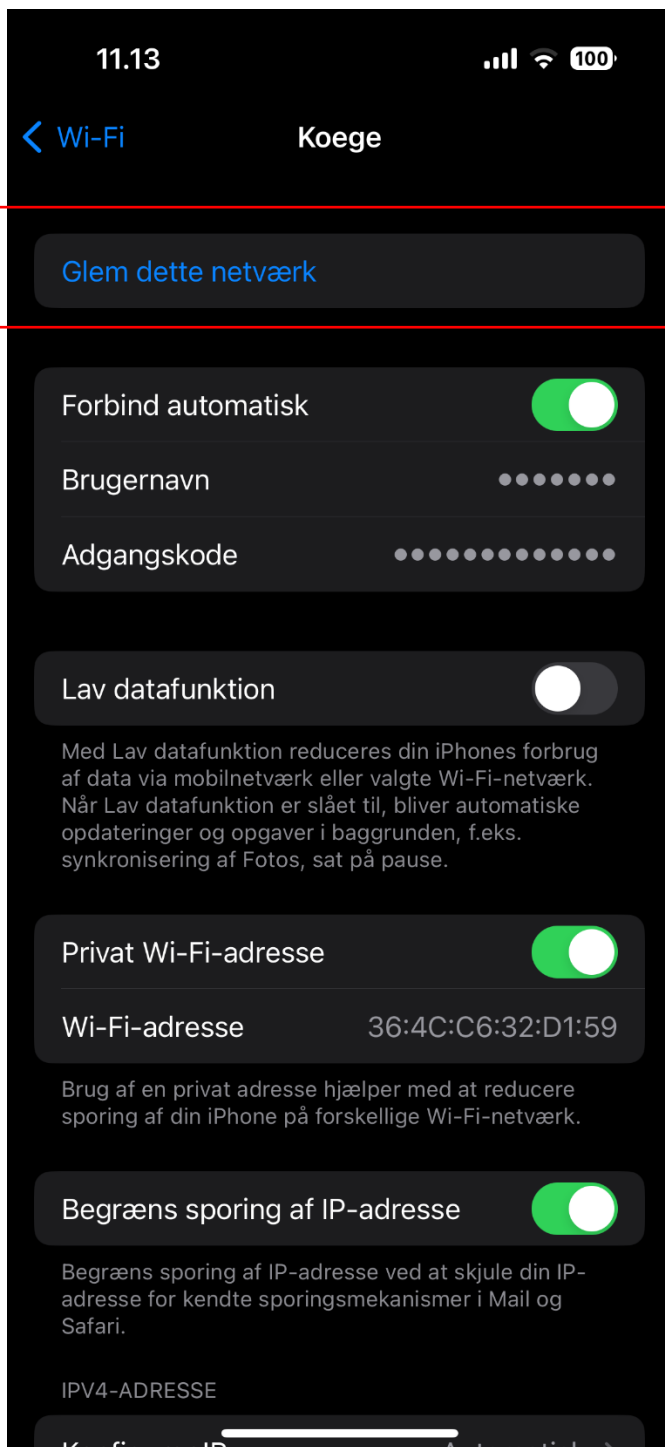 11.13
100
Wi-Fi
Koege
Glem dette netværk
Forbind automatisk
Brugernavn
Adgangskode
Lav datafunktion
Med Lav datafunktion reduceres din iPhones forbrug
af data via mobilnetværk eller valgte Wi-Fi-netværk.
Når Lav datafunktion er slået til, bliver automatiske
opdateringer og opgaver i baggrunden, f.eks.
synkronisering af Fotos, sat på pause.
Privat Wi-Fi-adresse
Wi-Fi-adresse 36:4C:C6:32:D1:59
Brug af en privat adresse hjælper med at reducere
sporing af din iPhone på forskellige Wi-Fi-netværk.
Begræns sporing af IP-adresse
Begræns sporing af IP-adresse ved at skjule din IP-
adresse for kendte sporingsmekanismer i Mail og
Safari.
IPV4-ADRESSE